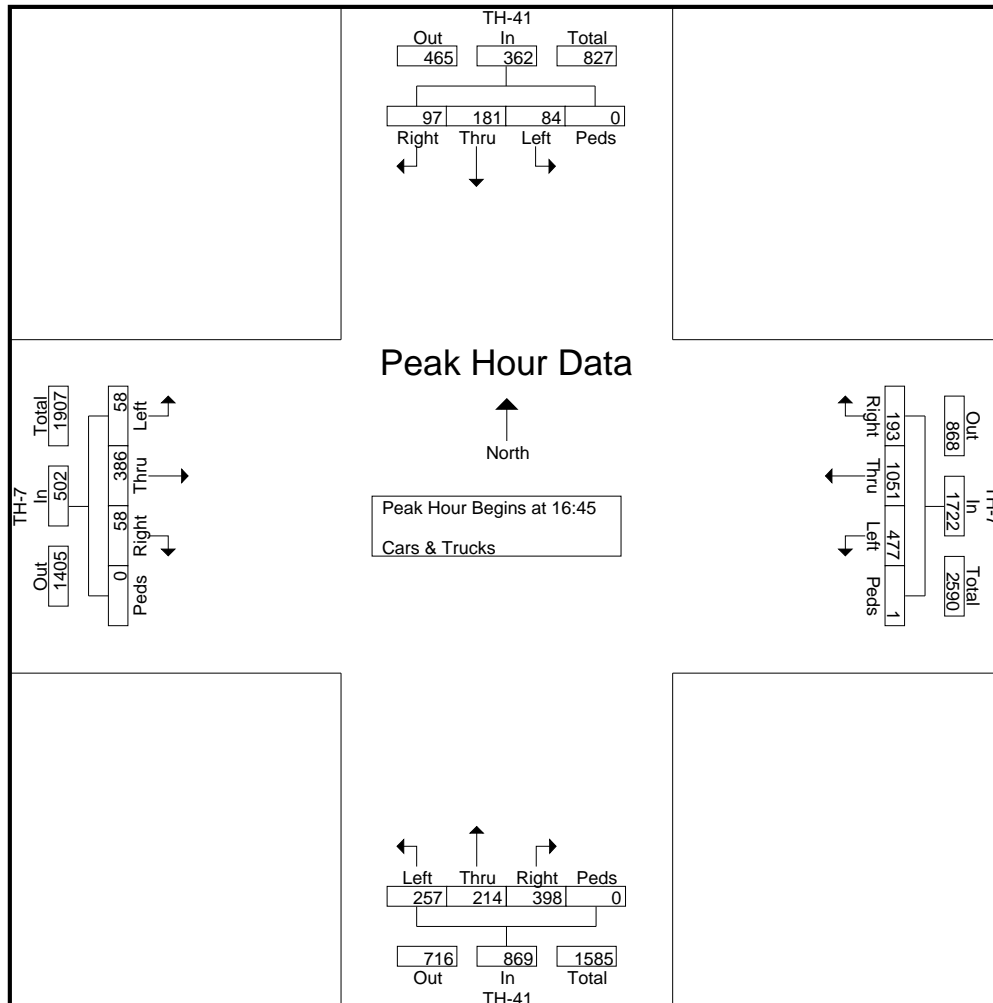 TH-41
Out In Total
465 362 827
97 181 84 0
Right Thru Left Peds
Peak Hour Data
North
Peak Hour Begins at 16:45
Cars & Trucks
TH-7
Total In Out
1907 502 1405
58 386 58 0
Left Thru Right Peds
Right Thru Left Peds
193 1051 477 1
Out In Total
868 1722 2590
TH-7
Left Thru Right Peds
257 214 398 0
716 869 1585
Out In Total
TH-41